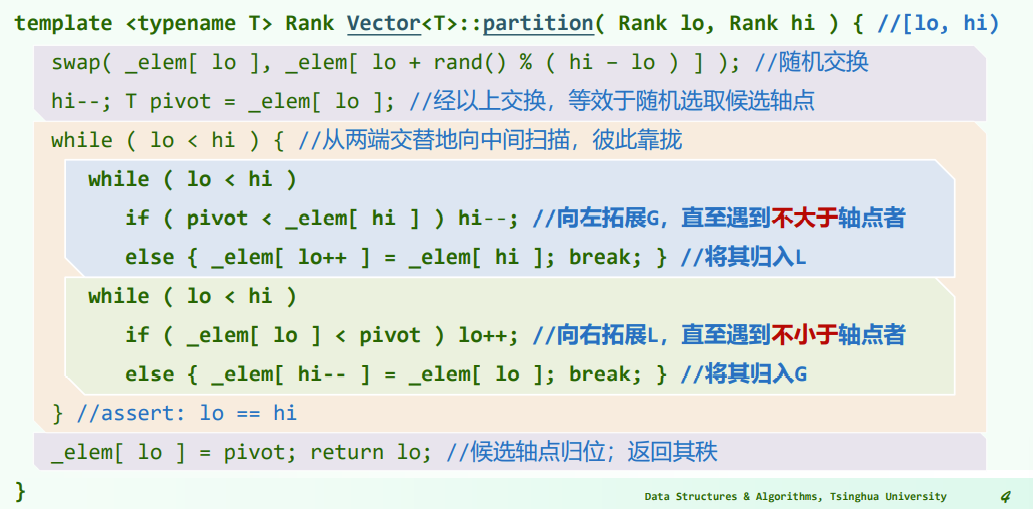 template <typename T> Rank Vector<T>::partition( Rank lo, Rank hi ) { //[lo, hi)
swap( _elem[ lo ], _elem[ lo + rand() % ( hi – lo ) ] ); //随机交换
hi--; T pivot = _elem[ lo ]; //经以上交换，等效于随机选取候选轴点
while ( lo < hi ) { //从两端交替地向中间扫描，彼此靠拢
while ( lo < hi )
if ( pivot < _elem[ hi ] ) hi--; //向左拓展G，直至遇到不大于轴点者
else { _elem[ lo++ ] = _elem[ hi ]; break; } //将其归入L
while ( lo < hi )
if ( _elem[ lo ] < pivot ) lo++; //向右拓展L，直至遇到不小于轴点者
else { _elem[ hi-- ] = _elem[ lo ]; break; } //将其归入G
} //assert: lo == hi
_elem[ lo ] = pivot; return lo; //候选轴点归位；返回其秩
}
Data Structures & Algorithms, Tsinghua University 4